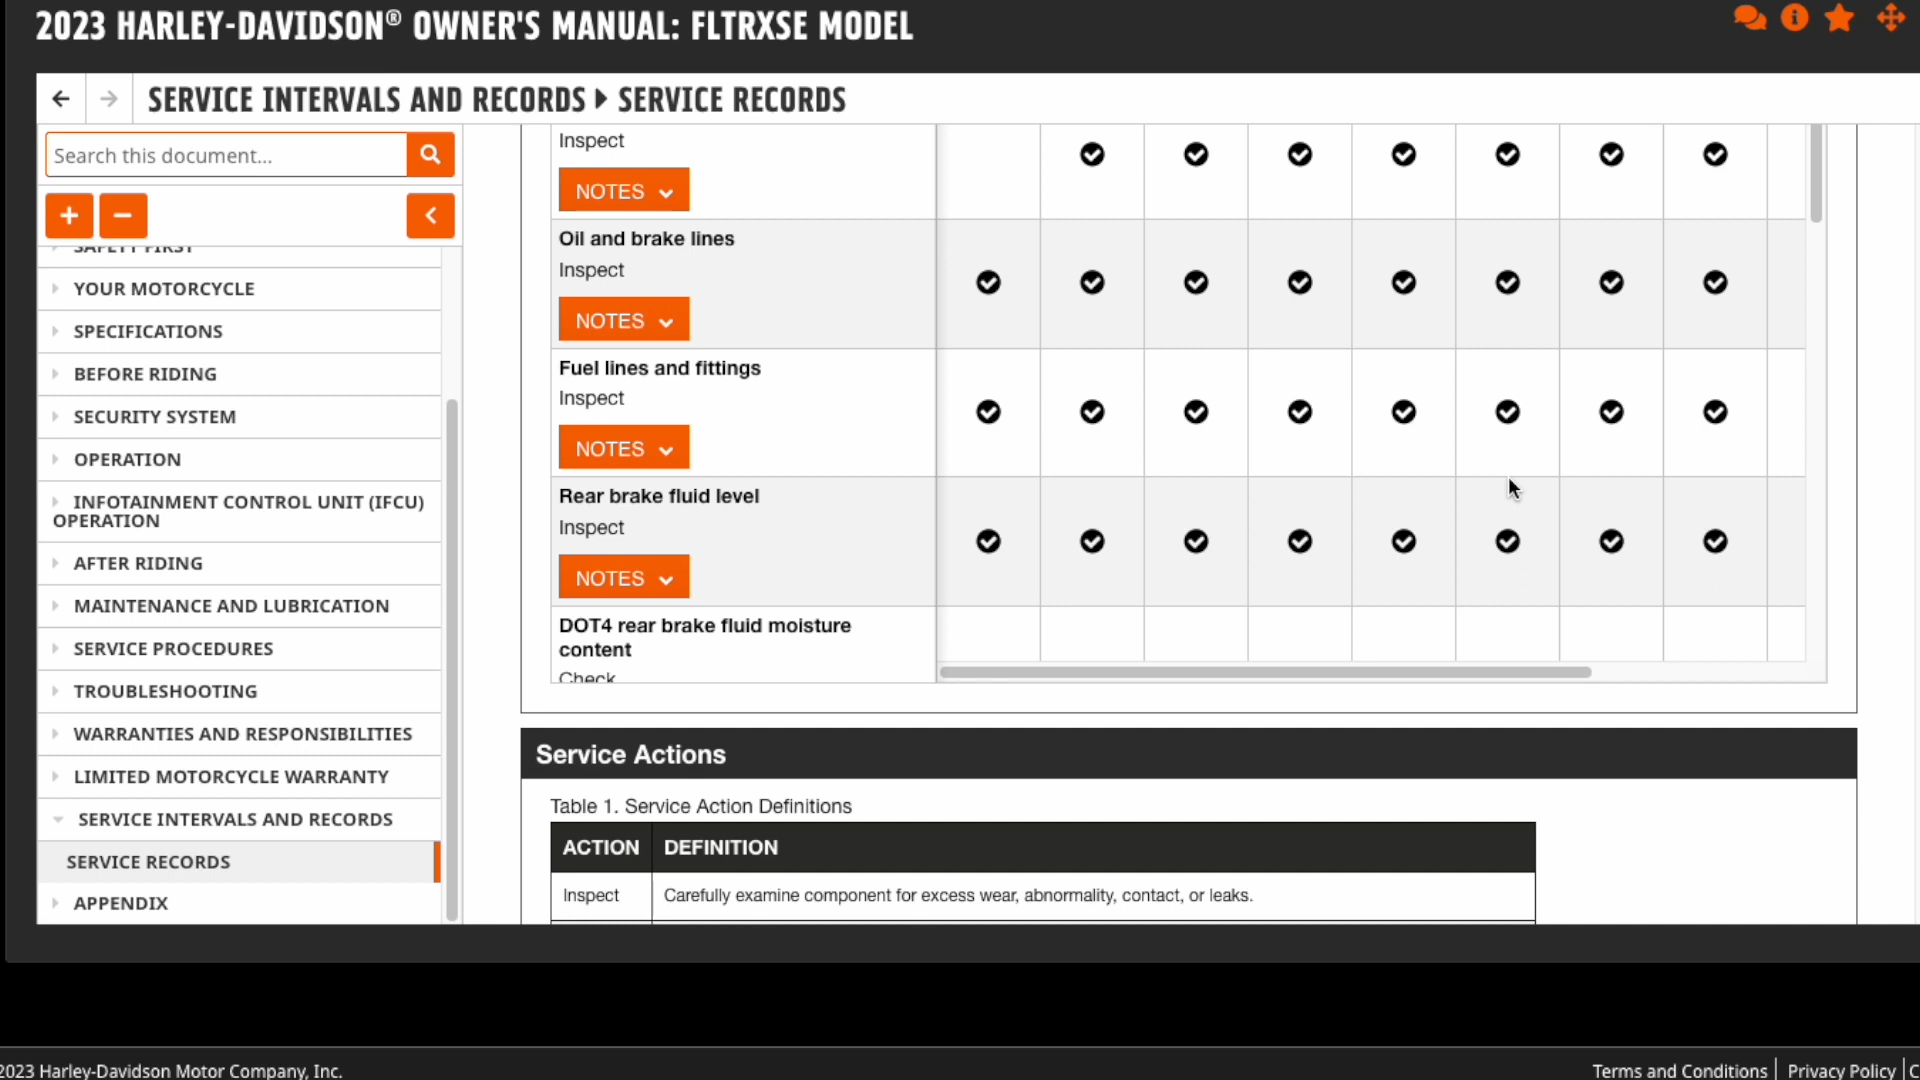 2023 HARLEY-DAVIDSON® OWNER'S MANUAL: FLTRXSE MODEL
SERVICE INTERVALS AND RECORDS SERVICE RECORDS
Search this document...
SAFETY FIRST
YOUR MOTORCYCLE
SPECIFICATIONS
BEFORE RIDING
SECURITY SYSTEM
OPERATION
INFOTAINMENT CONTROL UNIT (IFCU)
OPERATION
AFTER RIDING
MAINTENANCE AND LUBRICATION
SERVICE PROCEDURES
TROUBLESHOOTING
WARRANTIES AND RESPONSIBILITIES
LIMITED MOTORCYCLE WARRANTY
SERVICE INTERVALS AND RECORDS
SERVICE RECORDS
APPENDIX
Inspect
NOTES
Oil and brake lines
Inspect
NOTES
Fuel lines and fittings
Inspect
NOTES
Rear brake fluid level
Inspect
NOTES
DOT4 rear brake fluid moisture
content
Check
Service Actions
Table 1. Service Action Definitions
ACTION DEFINITION
Inspect Carefully examine component for excess wear, abnormality, contact, or leaks.
2023 Harley-Davidson Motor Company, Inc.
Terms and Conditions | Privacy Policy | C